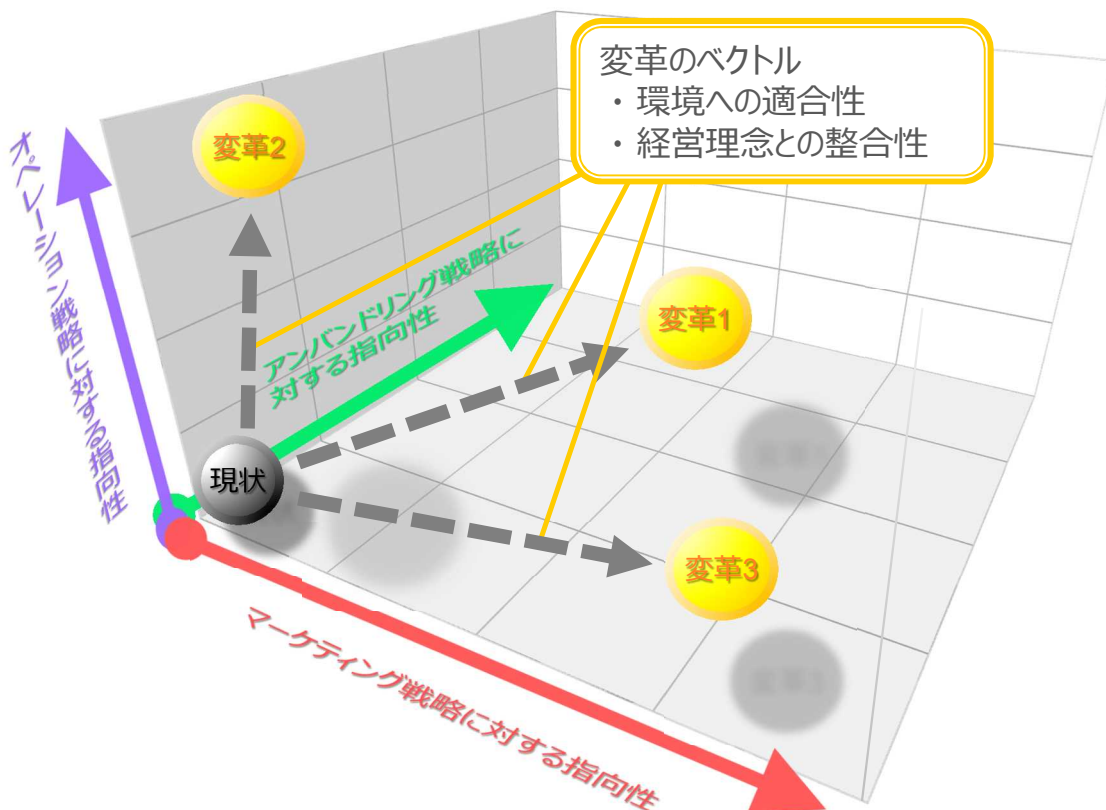 変革のベクトル
・ 環境への適合性
・ 経営理念との整合性
変革2
オペレーション戦略に対する指向性
アンバンドリング戦略に
対する指向性
変革1
現状
変革3
マーケティング戦略に対する指向性